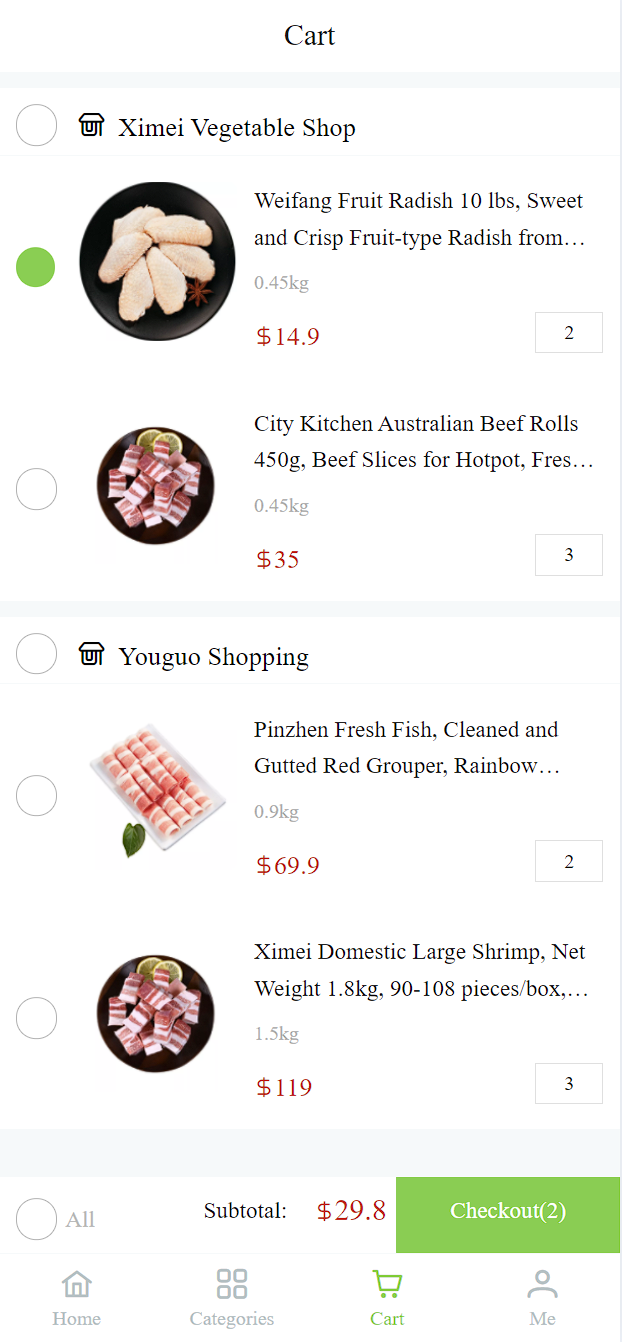 Cart
Ximei Vegetable Shop
Weifang Fruit Radish 10 lbs, Sweet
and Crisp Fruit-type Radish from…
0.45kg
$14.9
2
City Kitchen Australian Beef Rolls
450g, Beef Slices for Hotpot, Fres…
0.45kg
$35
3
Youguo Shopping
Pinzhen Fresh Fish, Cleaned and
Gutted Red Grouper, Rainbow…
0.9kg
$69.9
2
Ximei Domestic Large Shrimp, Net
Weight 1.8kg, 90-108 pieces/box,…
1.5kg
$119
3
All
Subtotal: $29.8
Checkout(2)
Home
Categories
Cart
Me